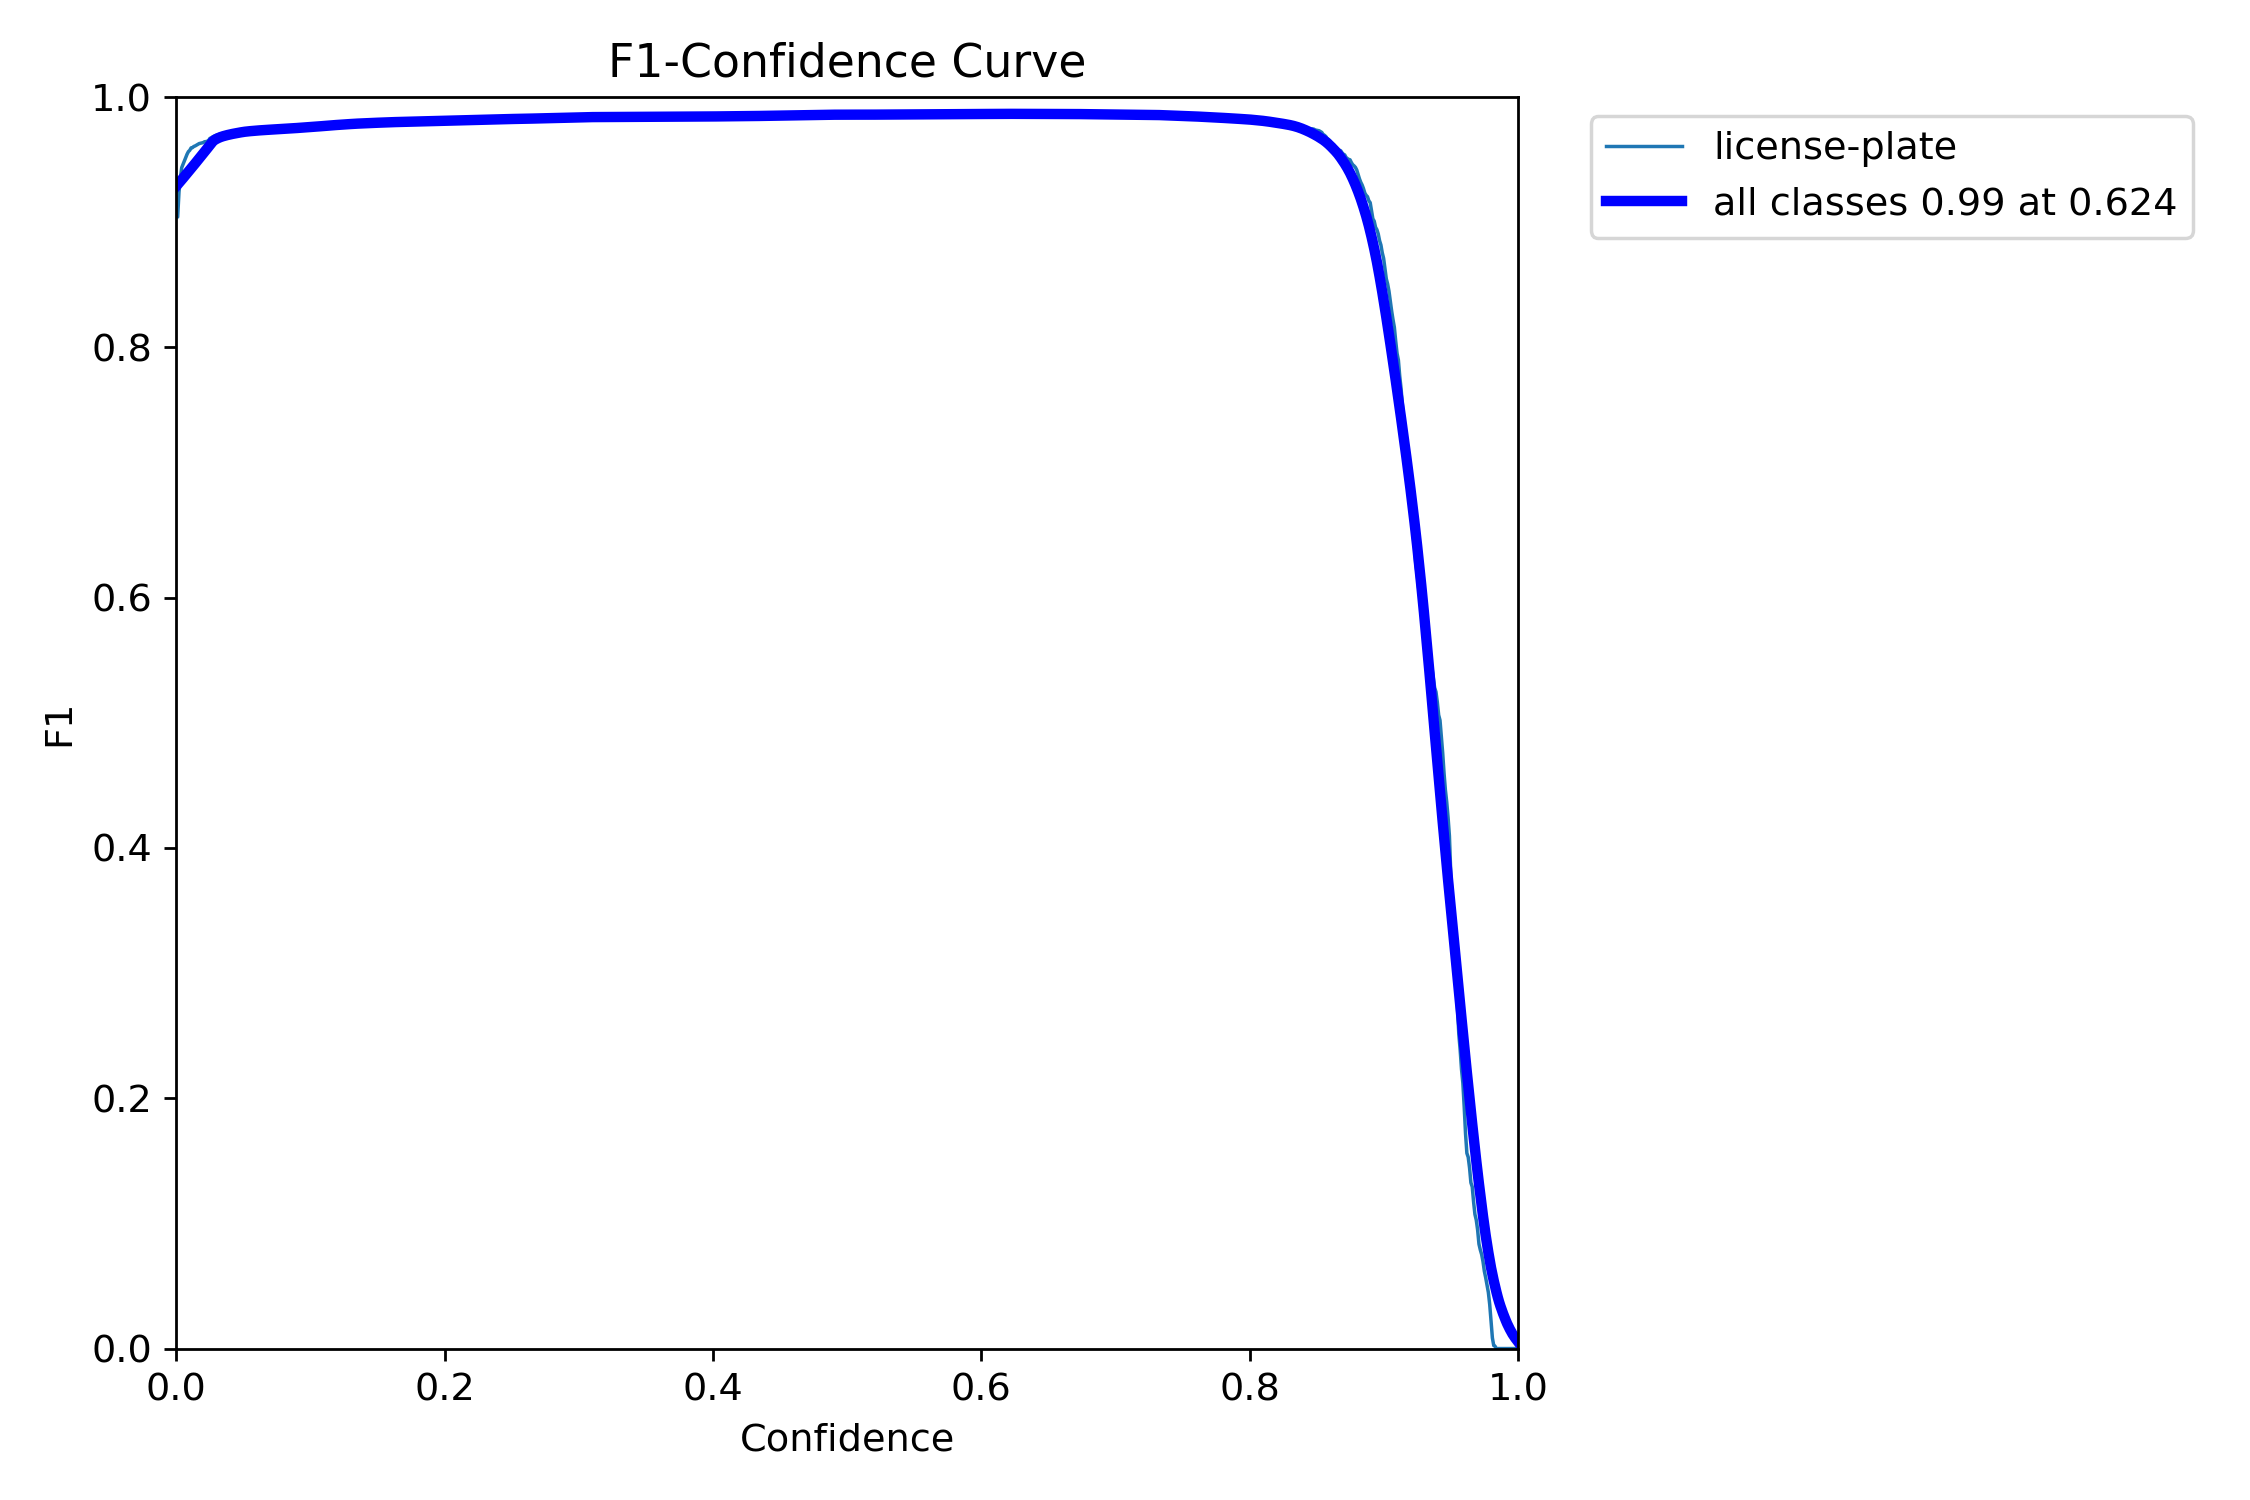 F1-Confidence Curve
1.0
0.8
0.6
0.4
0.2
0.0
F1
0.0 0.2 0.4 0.6 0.8 1.0
Confidence
license-plate
all classes 0.99 at 0.624